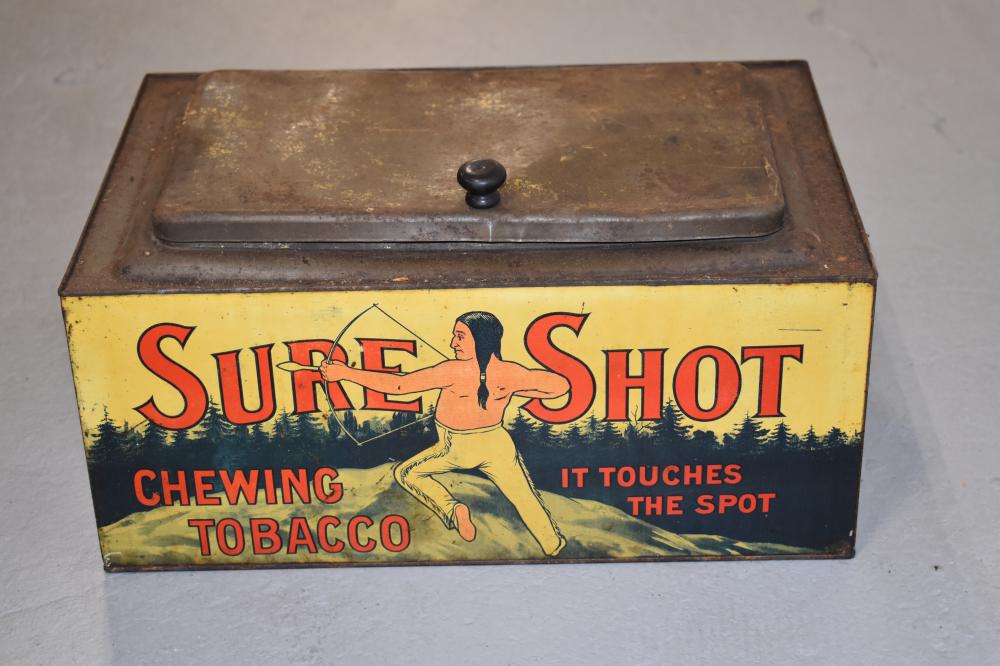 SURE SHOT
CHEWING
TOBACCO
IT TOUCHES
THE SPOT